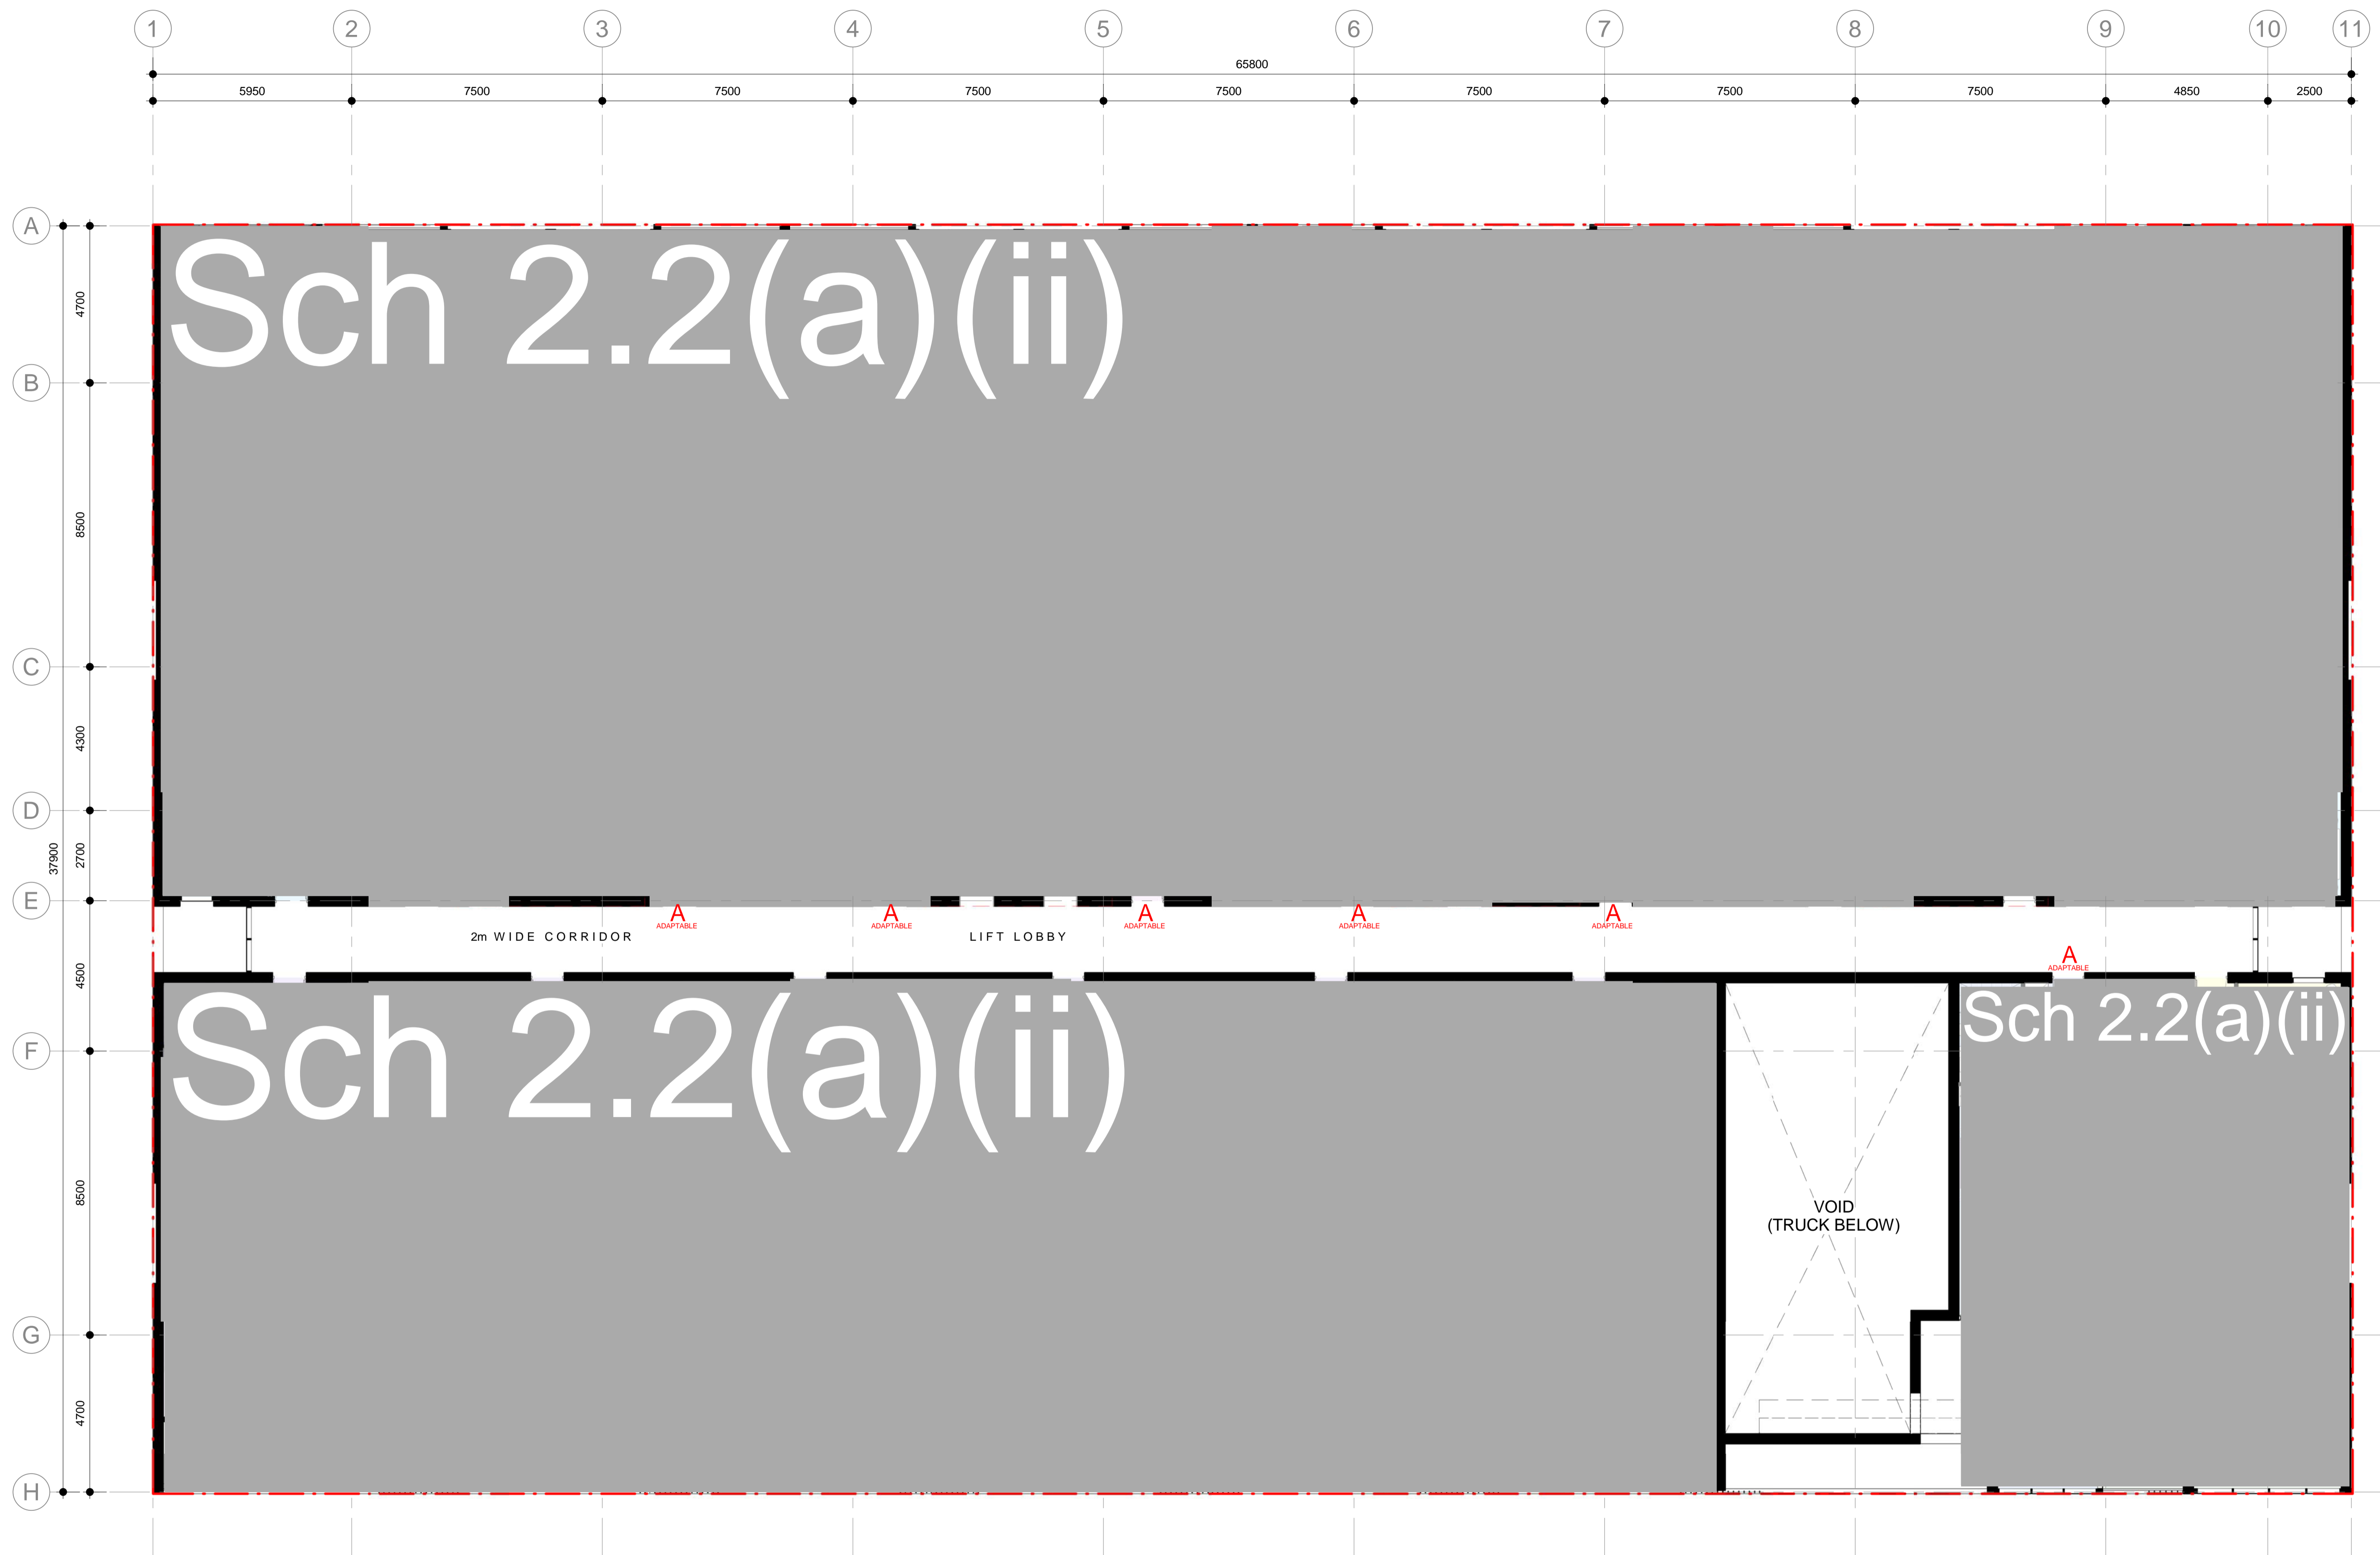 1 2 3 4 5 6 7 8 9 10 11
65800
5950 7500 7500 7500 7500 7500 7500 7500 4850 2500
A
Sch 2.2(a)(ii)
4700
B
8500
C
4300
D
2700
37900
E
A A A A A
ADAPTABLE ADAPTABLE ADAPTABLE ADAPTABLE ADAPTABLE
2m WIDE CORRIDOR LIFT LOBBY
A
ADAPTABLE
4500
Sch 2.2(a)(ii) Sch 2.2(a)(ii)
F
8500
VOID
(TRUCK BELOW)
G
4700
H